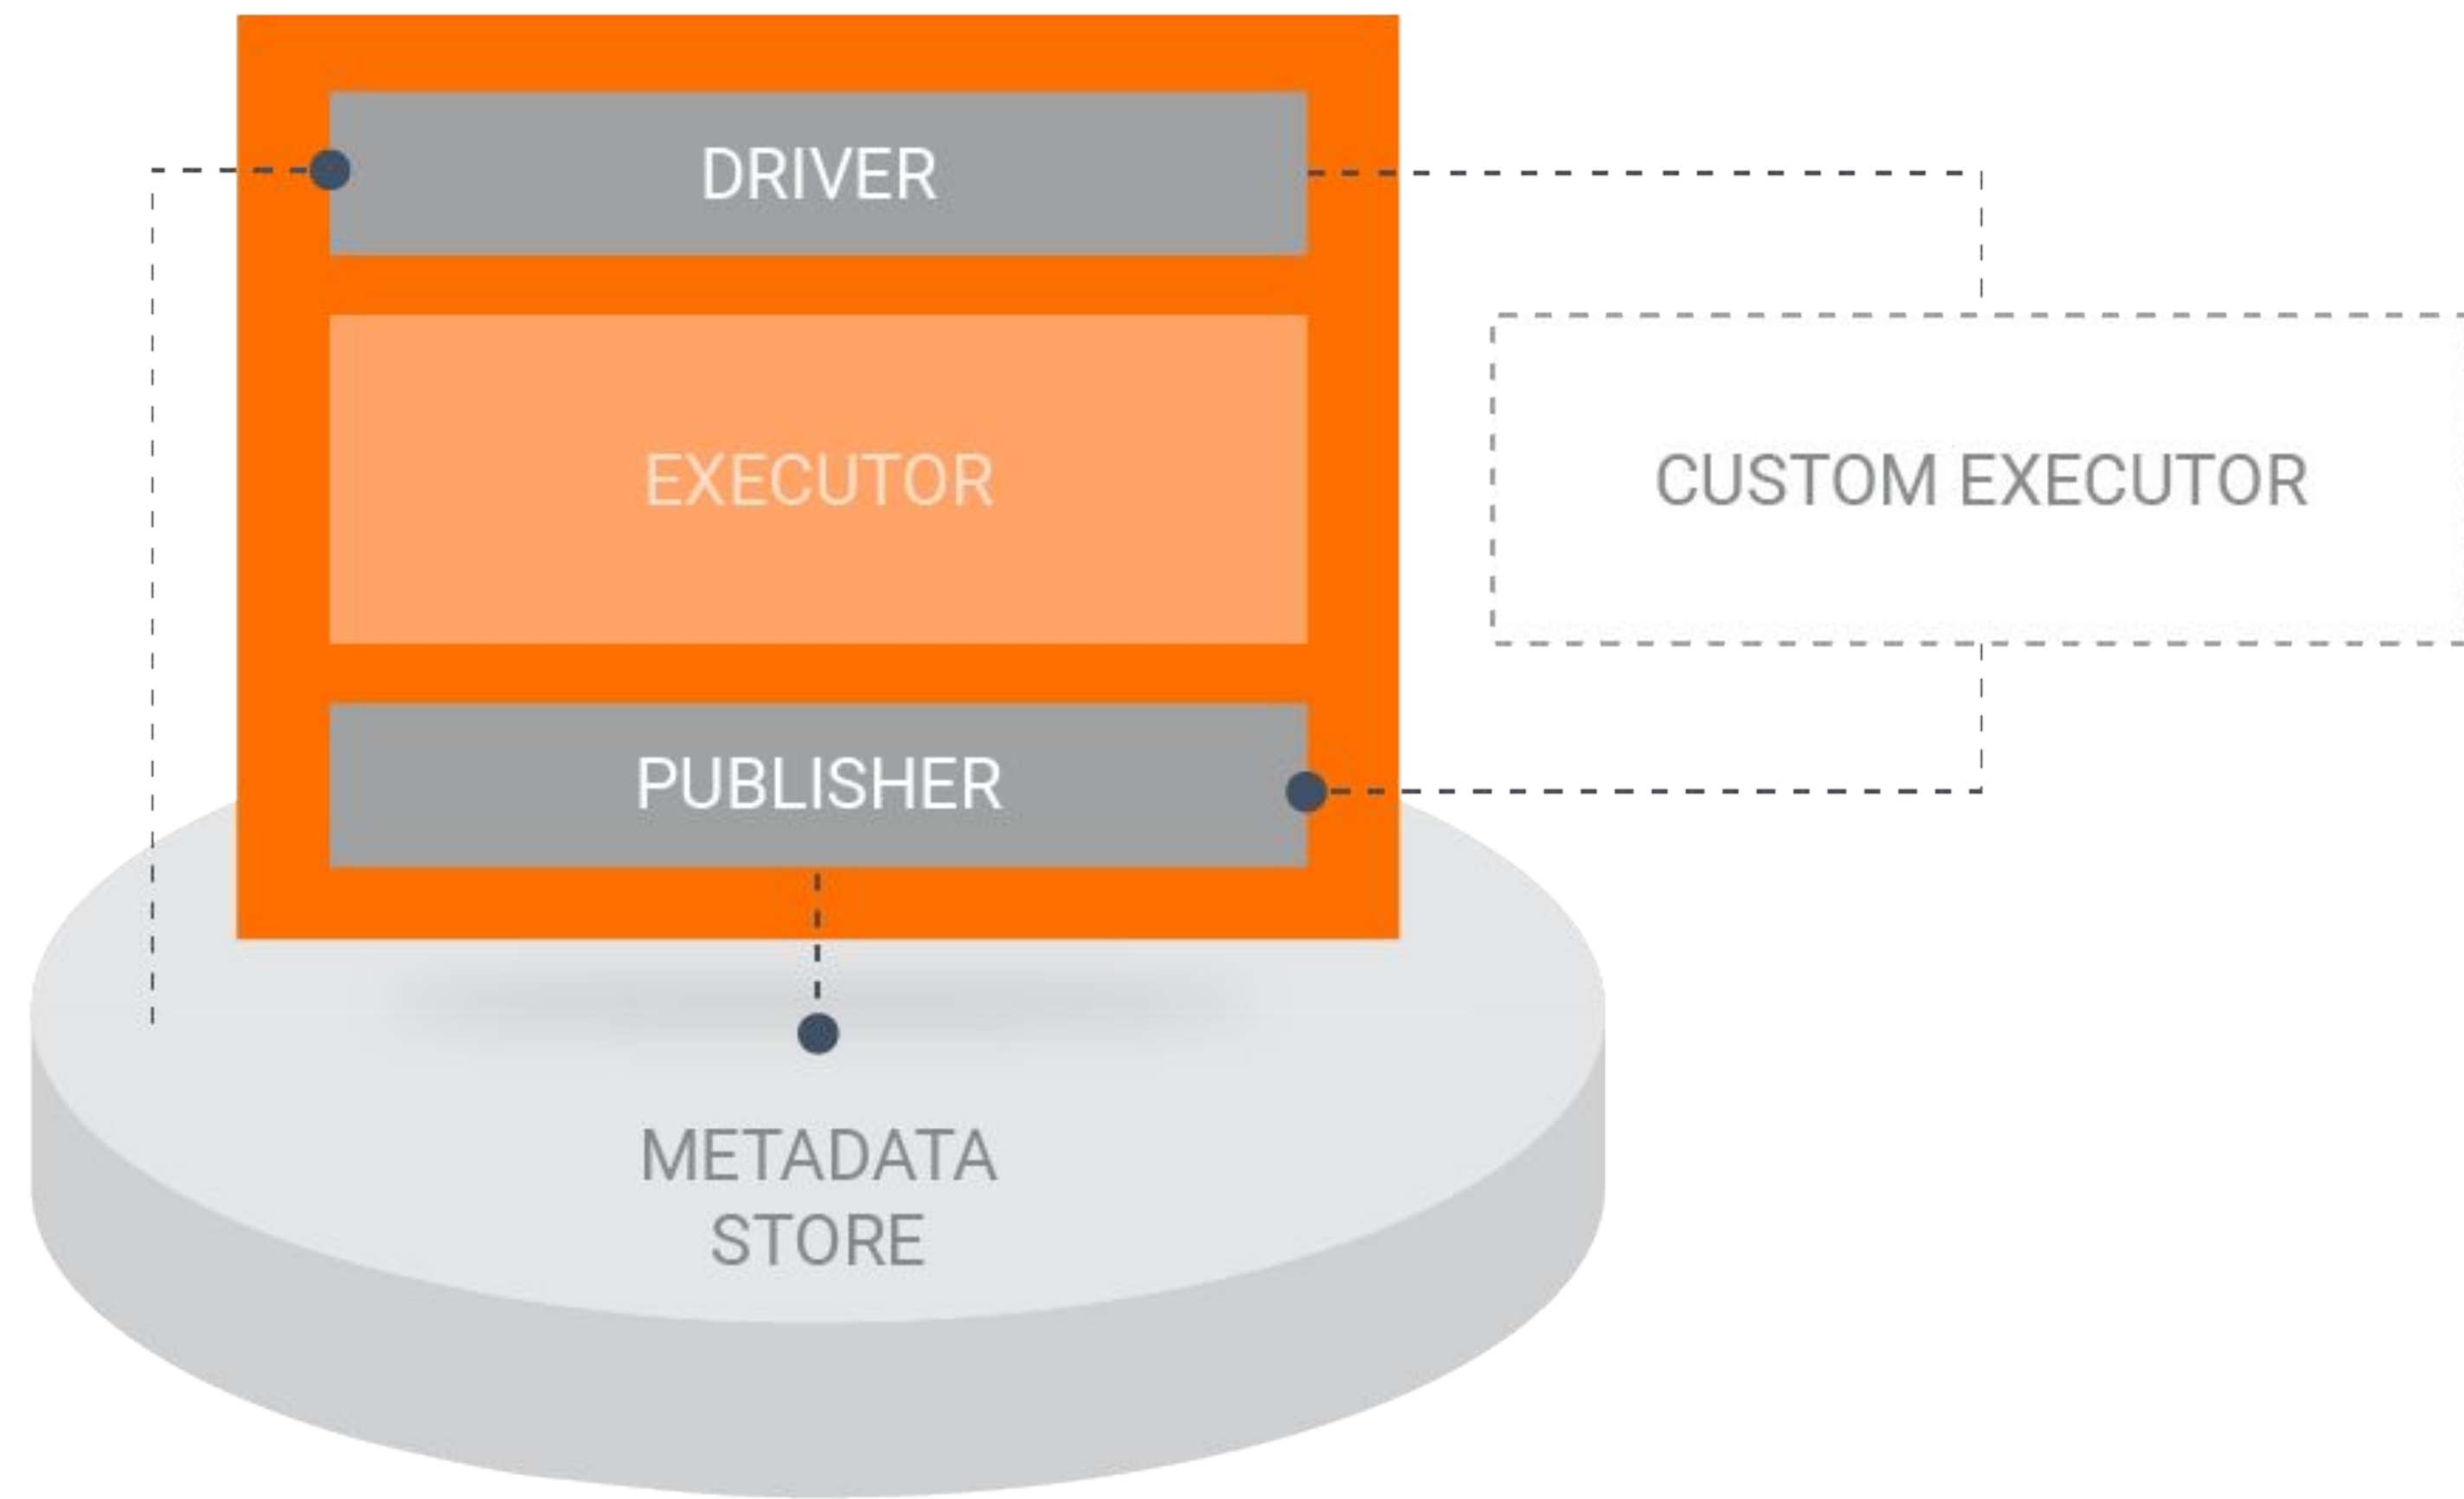 DRIVER
EXECUTOR
CUSTOM EXECUTOR
PUBLISHER
METADATA
STORE